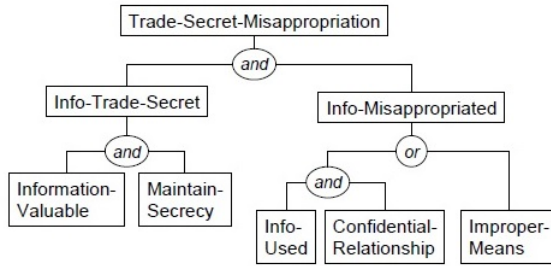 Trade-Secret-Misappropriation
and
Info-Trade-Secret
Info-Misappropriated
and
or
Information-
Valuable
Maintain-
Secrecy
and
Info-
Used
Confidential-
Relationship
Improper-
Means